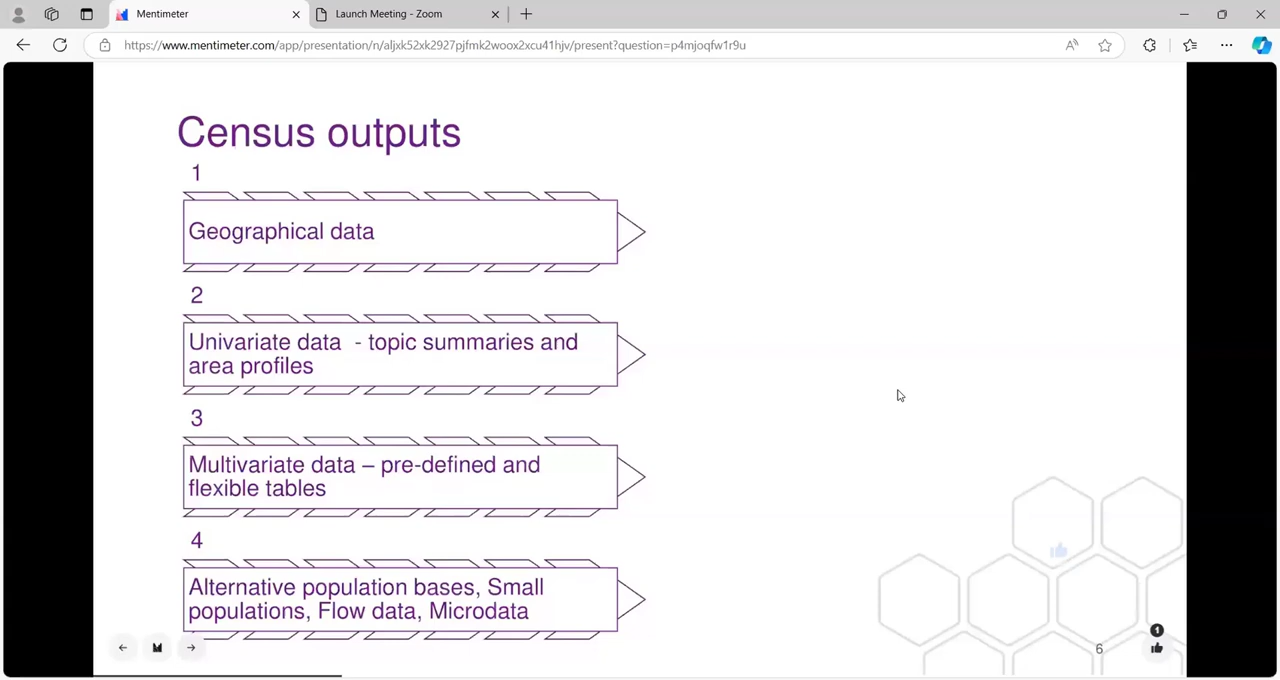 Mentimeter
Launch Meeting - Zoom
https://www.mentimeter.com/app/presentation/n/aljxk52xk2927pjfmk2woox2xcu41hjv/present?question=p4mjoqfw1r9u
Census outputs
1
Geographical data
2
Univariate data - topic summaries and
area profiles
3
Multivariate data – pre-defined and
flexible tables
4
Alternative population bases, Small
populations, Flow data, Microdata
6
1